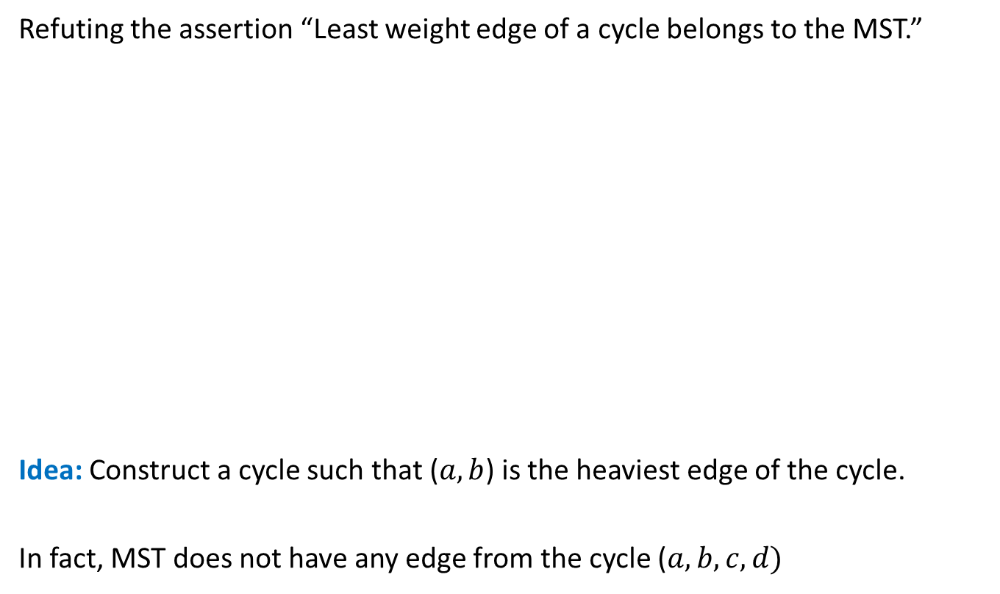 Refuting the assertion “Least weight edge of a cycle belongs to the MST.”
Idea: Construct a cycle such that (a, b) is the heaviest edge of the cycle.
In fact, MST does not have any edge from the cycle (a, b, c, d)